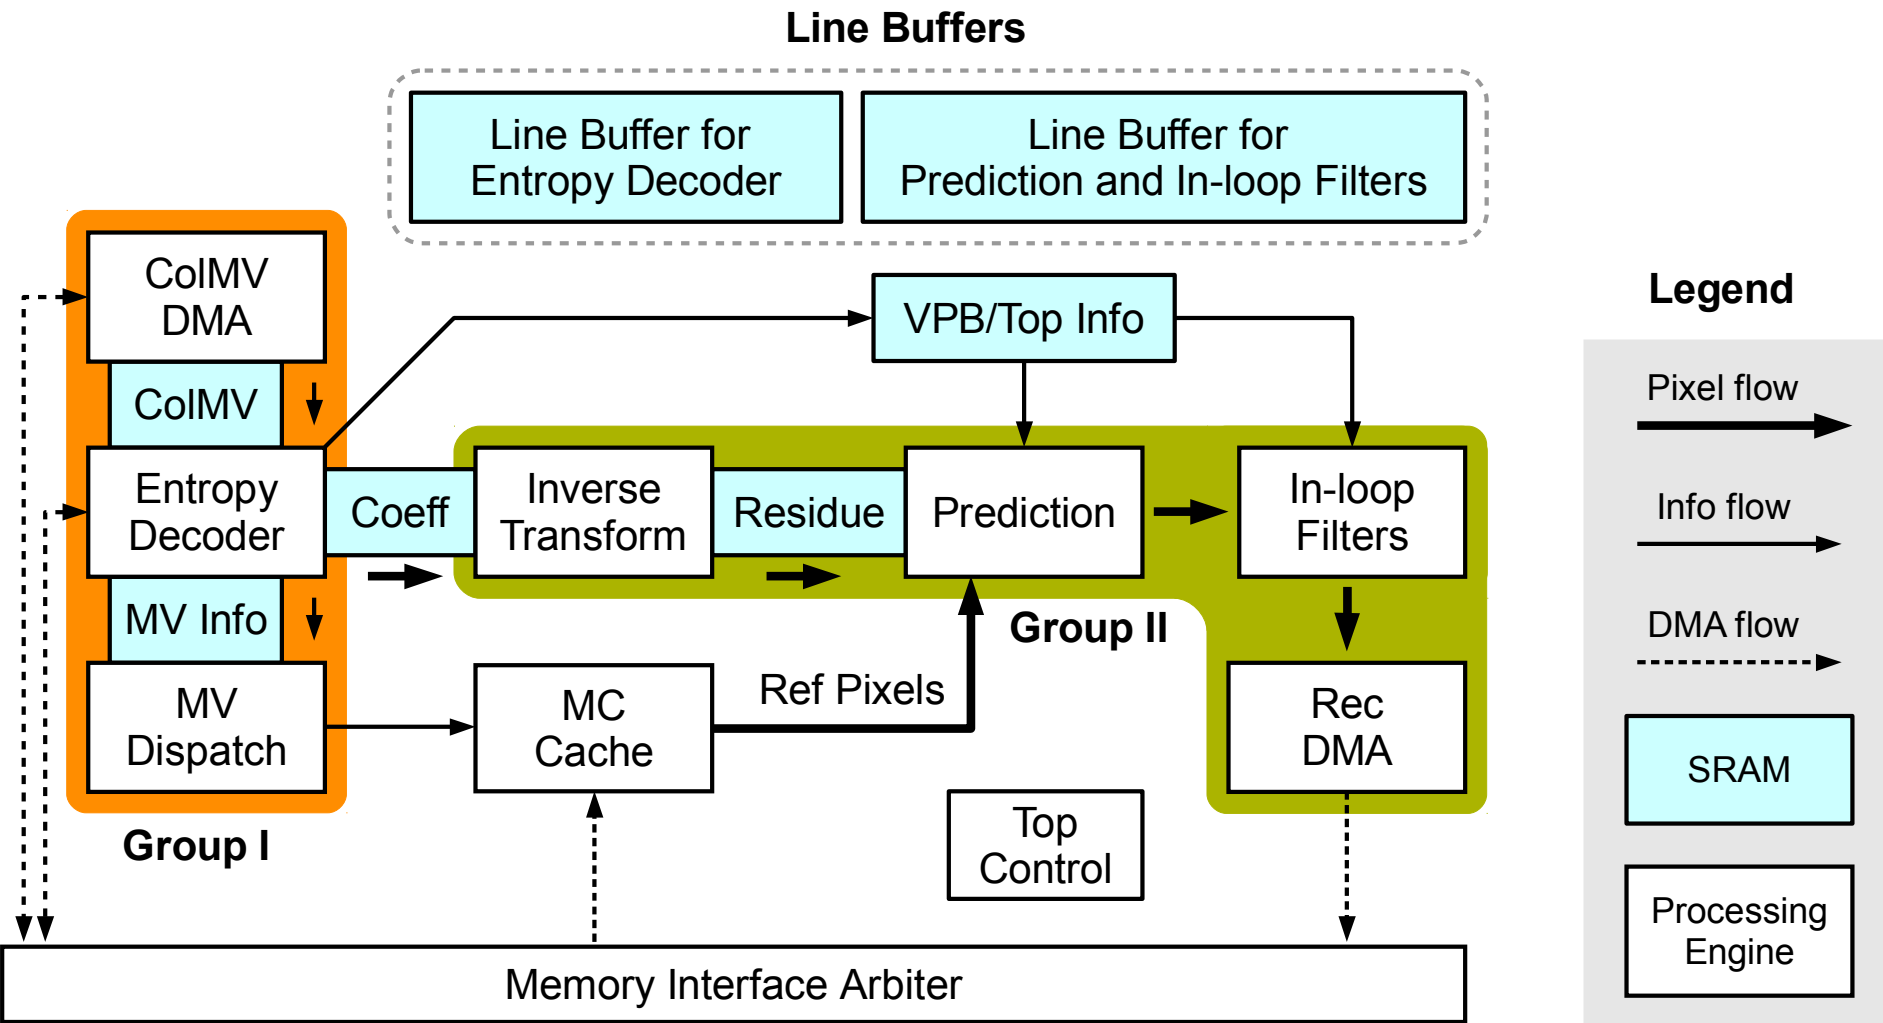 Line Buffers
Line Buffer for
Entropy Decoder
Line Buffer for
Prediction and In-loop Filters
ColMV
DMA
ColMV
Entropy
Decoder
MV Info
MV
Dispatch
Group I
VPB/Top Info
Coeff
Inverse
Transform
Residue
Prediction
In-loop
Filters
Group II
MC
Cache
Ref Pixels
Rec
DMA
Top
Control
Memory Interface Arbiter
Legend
Pixel flow
Info flow
DMA flow
SRAM
Processing
Engine